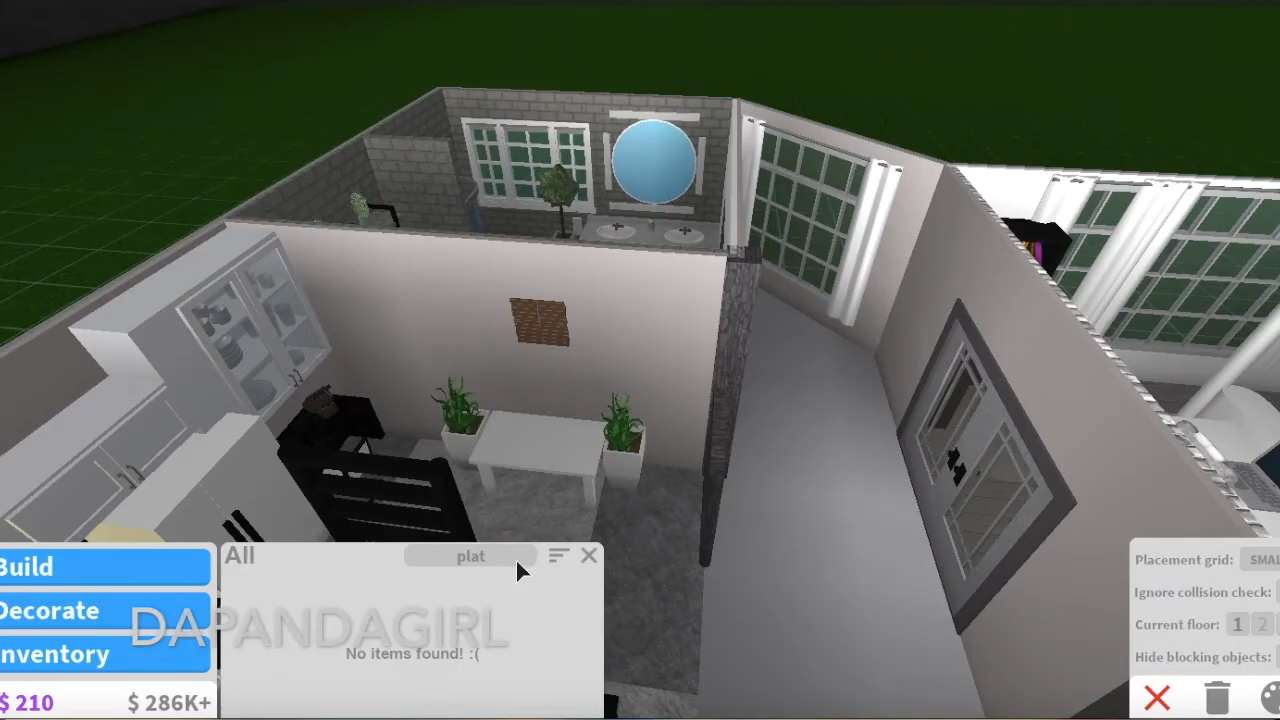 Build
Decorate
Inventory
$ 210
$ 286K+
All
plat
No items found! :(
DAPANDAGIRL
Placement grid: SMAL
Ignore collision check:
Current floor: 1 2
Hide blocking objects: